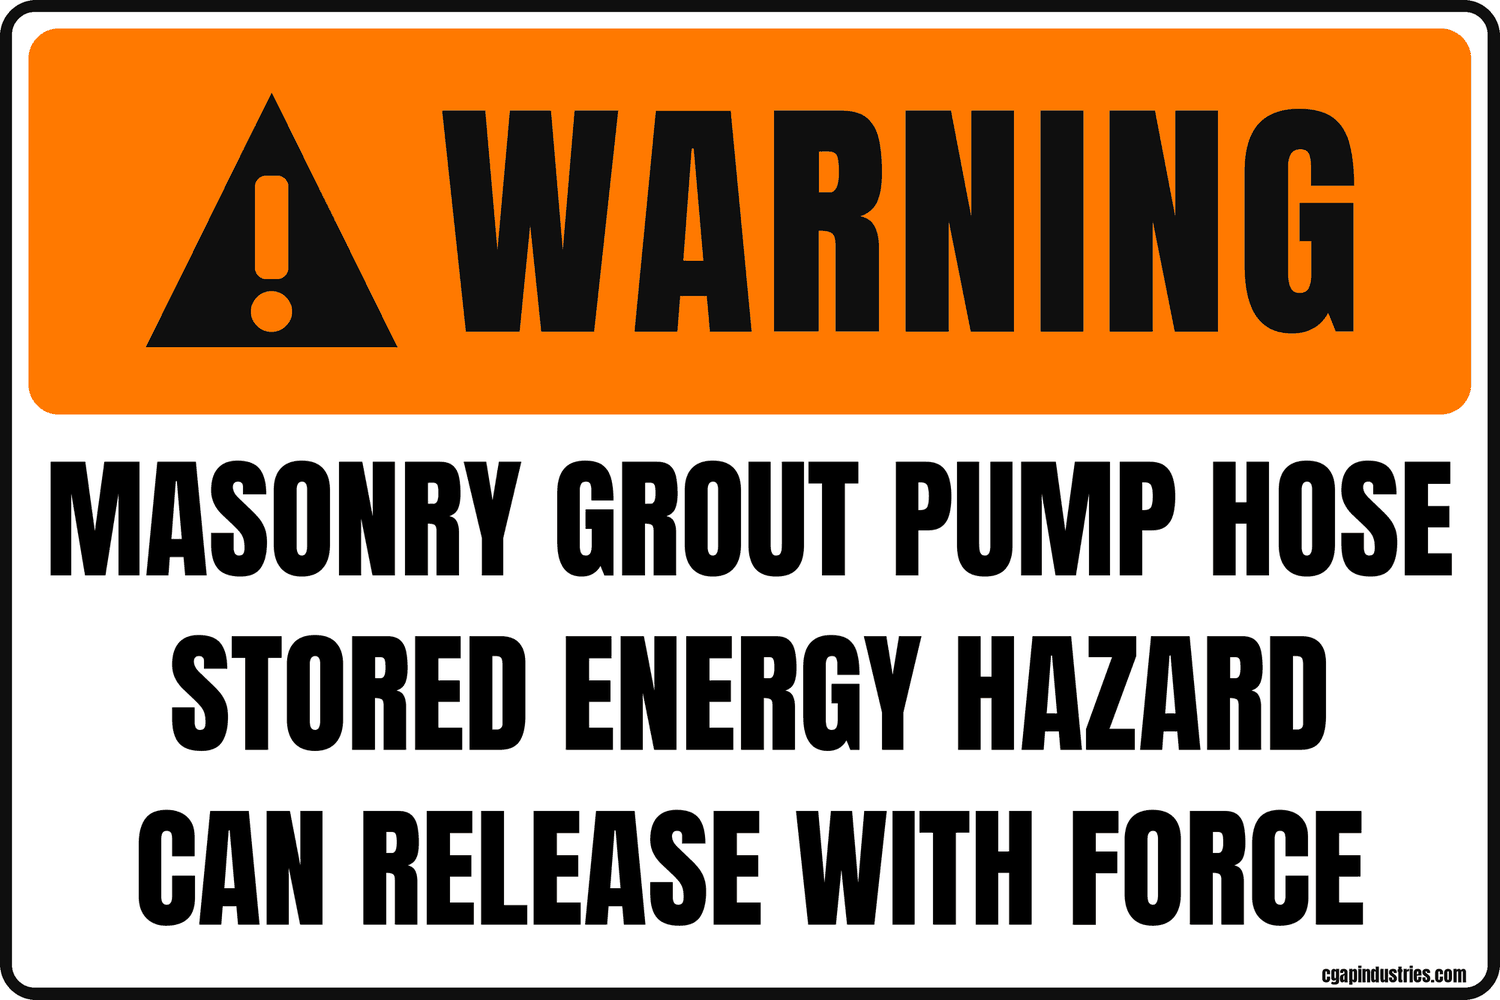 WARNING
MASONRY GROUT PUMP HOSE
STORED ENERGY HAZARD
CAN RELEASE WITH FORCE
cgapindustries.com